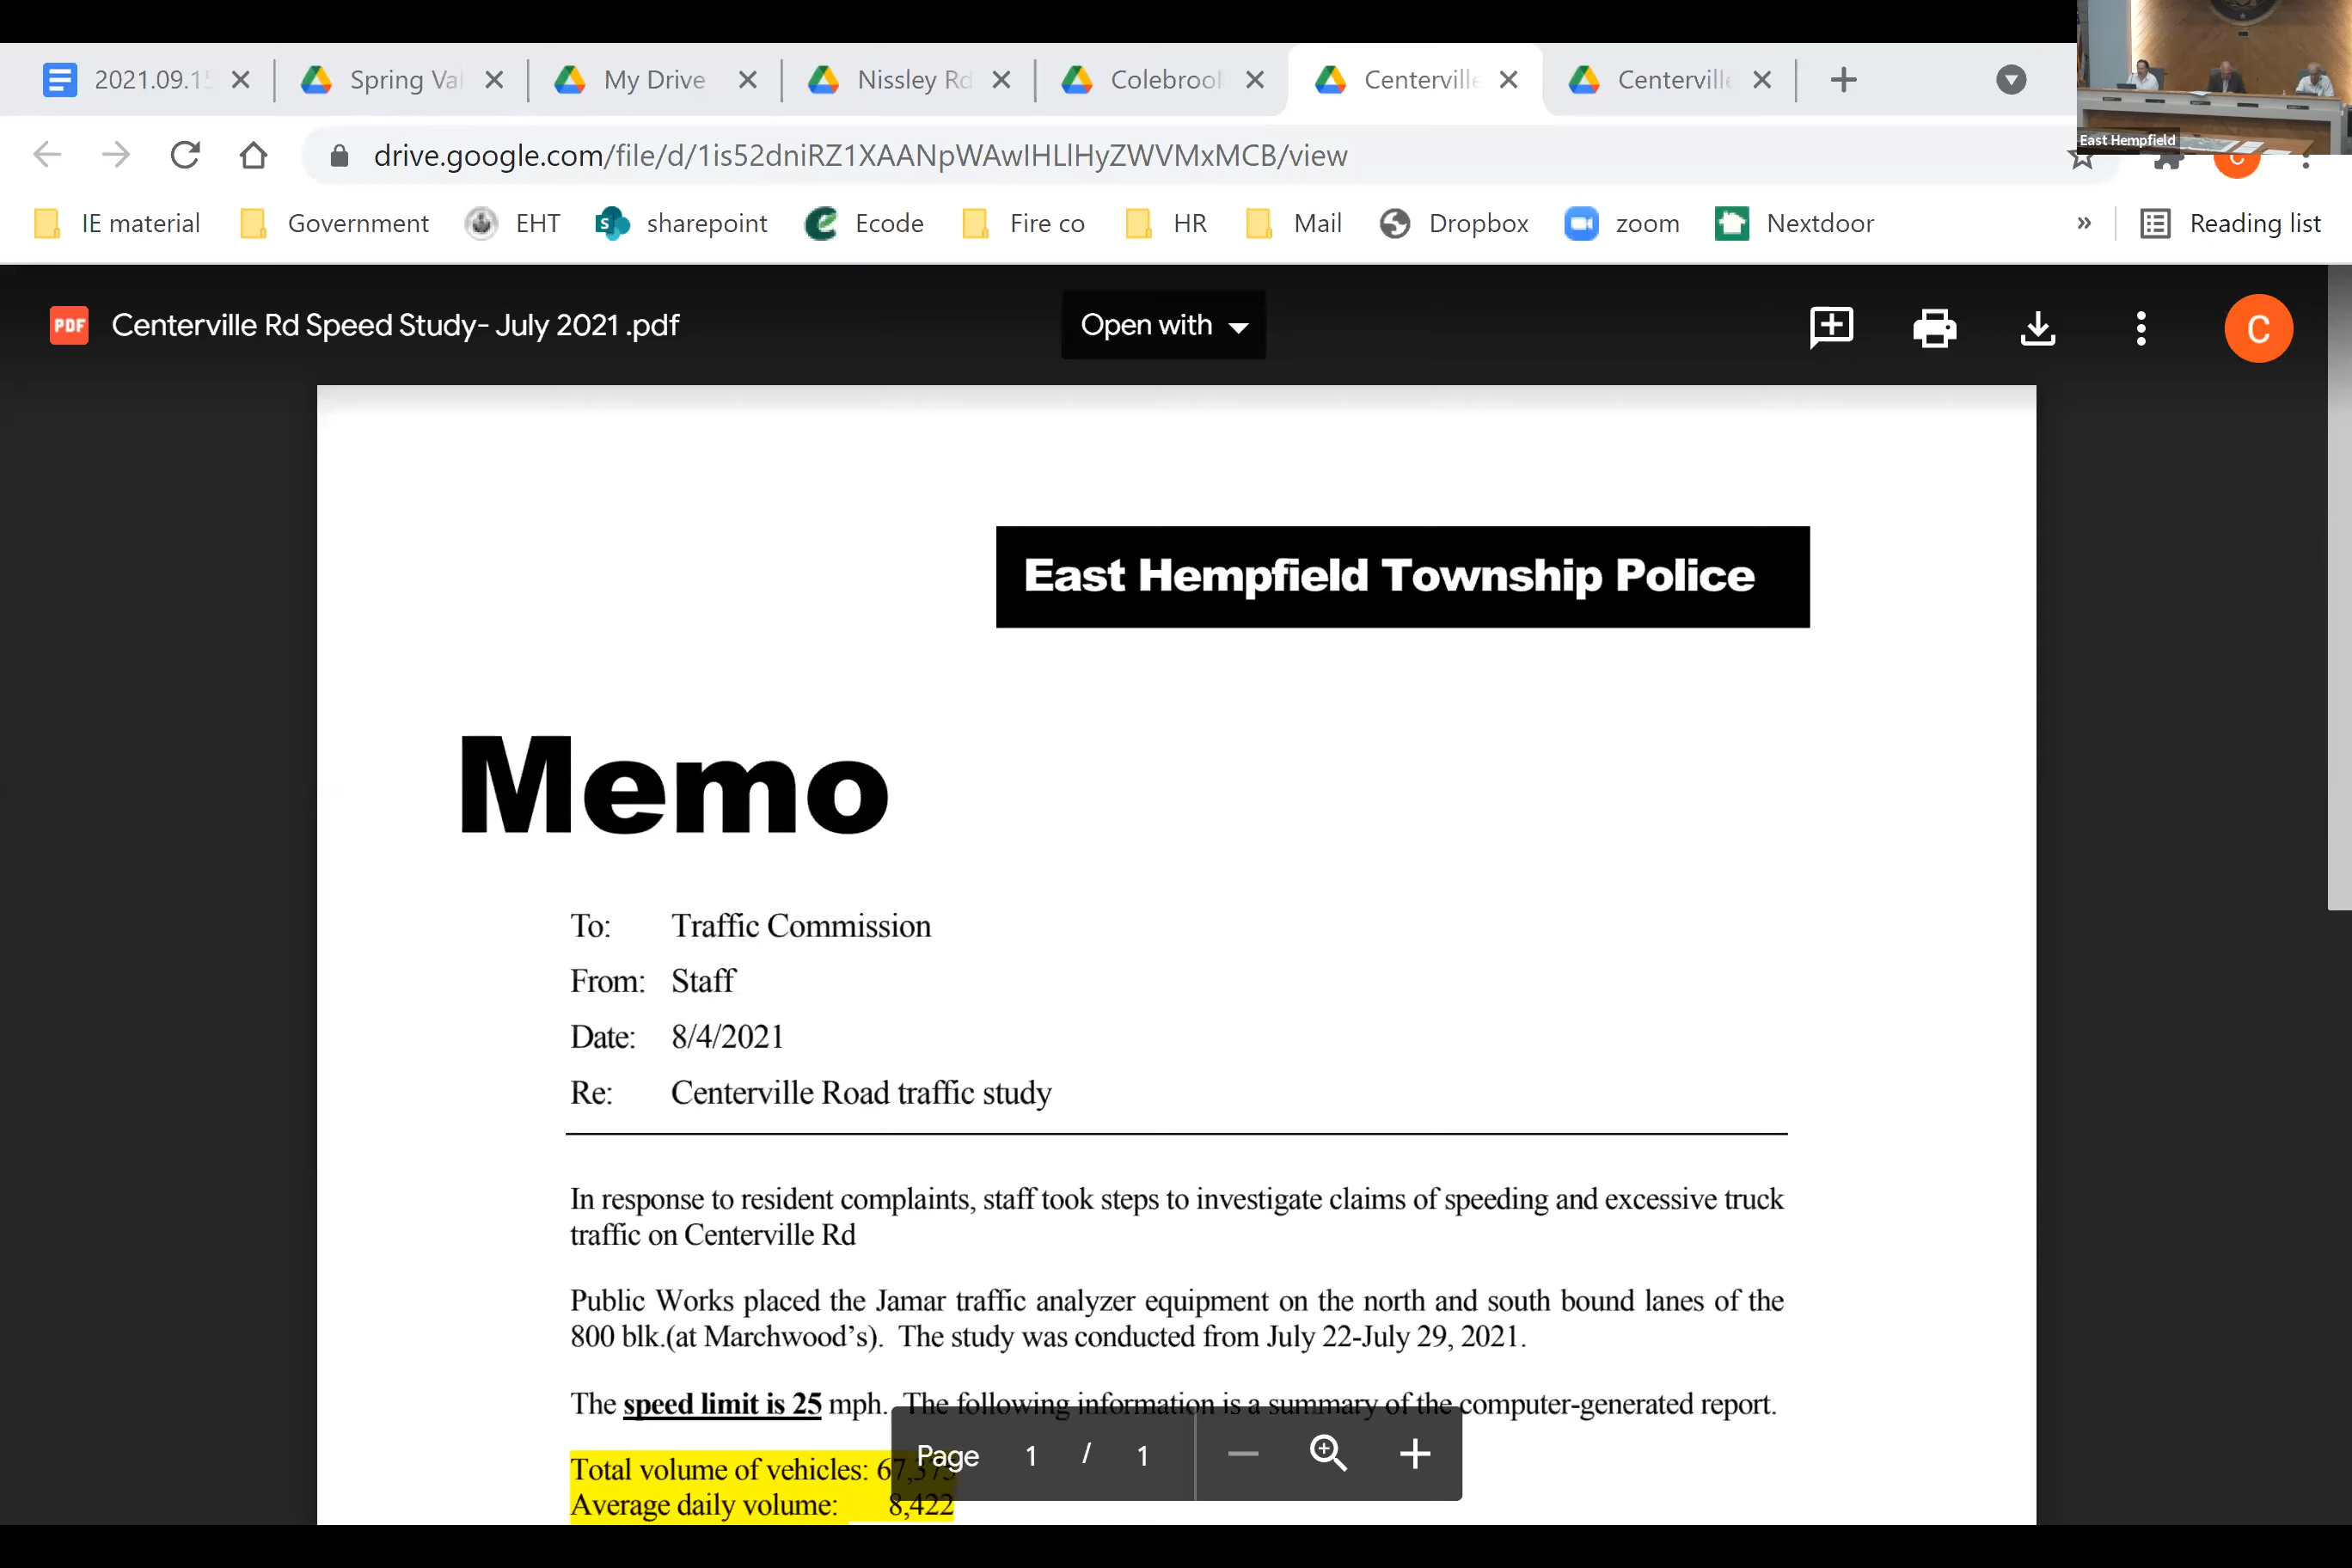 2021.09.15
Spring Val
My Drive
Nissley Rd
Colebrook
Centerville
Centerville
East Hempfield
drive.google.com/file/d/1is52dniRZ1XAANpWAwIHLlHyZWVMxMCB/view
C
IE material
Government
EHT
sharepoint
Ecode
Fire co
HR
Mail
Dropbox
zoom
Nextdoor
»
Reading list
PDF
Centerville Rd Speed Study- July 2021 .pdf
Open with
C
East Hempfield Township Police
Memo
To: Traffic Commission
From: Staff
Date: 8/4/2021
Re: Centerville Road traffic study
In response to resident complaints, staff took steps to investigate claims of speeding and excessive truck
traffic on Centerville Rd
Public Works placed the Jamar traffic analyzer equipment on the north and south bound lanes of the
800 blk.(at Marchwood's). The study was conducted from July 22-July 29, 2021.
The speed limit is 25 mph. The following information is a summary of the computer-generated report.
Total volume of vehicles: 67,373
Average daily volume: 8,422
Page 1 / 1